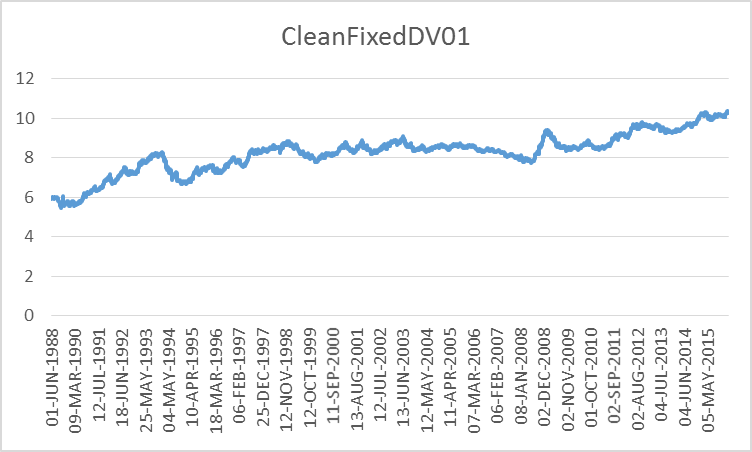 CleanFixedDV01
12
10
8
6
4
2
0
01-JUN-1988
09-MAR-1990
12-JUL-1991
18-JUN-1992
25-MAY-1993
04-MAY-1994
10-APR-1995
18-MAR-1996
06-FEB-1997
25-DEC-1997
12-NOV-1998
12-OCT-1999
11-SEP-2000
13-AUG-2001
12-JUL-2002
13-JUN-2003
12-MAY-2004
11-APR-2005
07-MAR-2006
06-FEB-2007
08-JAN-2008
02-DEC-2008
02-NOV-2009
01-OCT-2010
02-SEP-2011
02-AUG-2012
04-JUL-2013
04-JUN-2014
05-MAY-2015